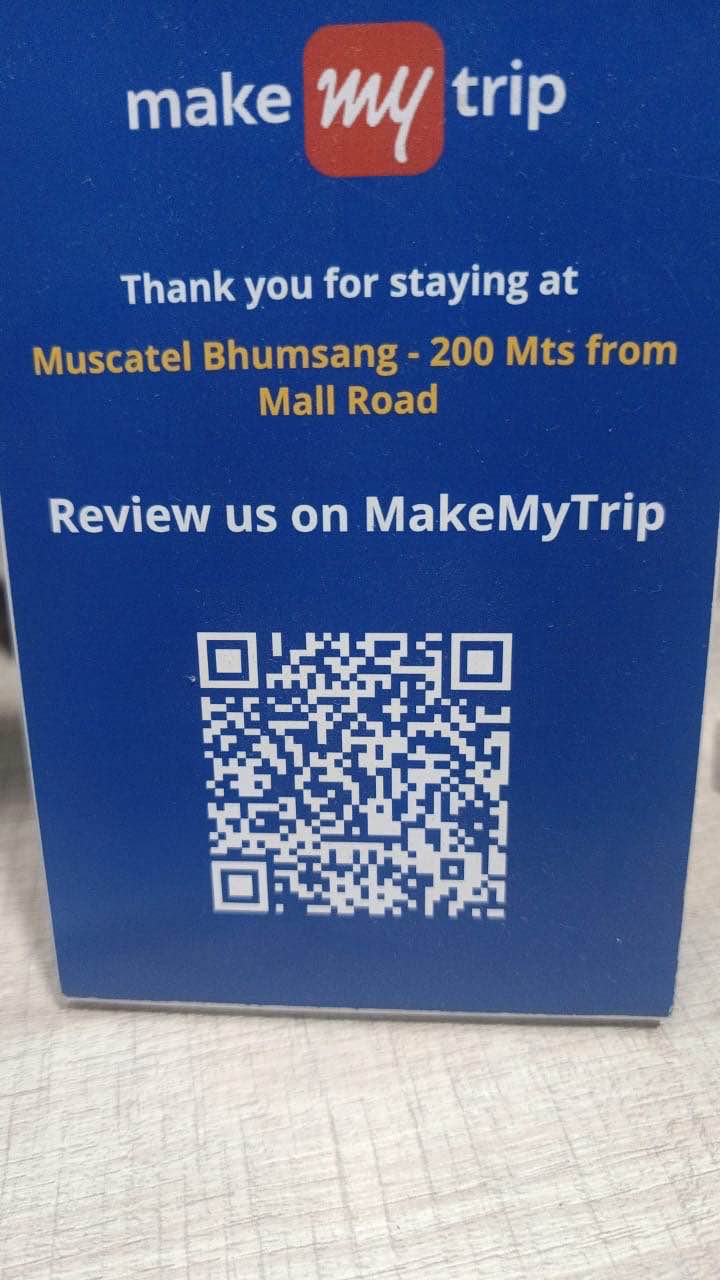 make my trip
Thank you for staying at
Muscatel Bhumsang - 200 Mts from
Mall Road
Review us on MakeMyTrip